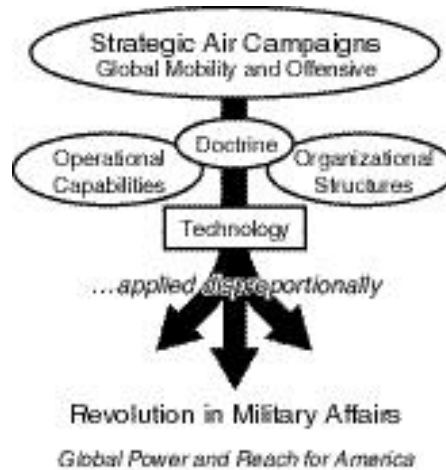 Strategic Air Campaigns
Global Mobility and Offensive
Doctrine
Operational
Capabilities
Organizational
Structures
Technology
...applied disproportionally
Revolution in Military Affairs
Global Power and Reach for America